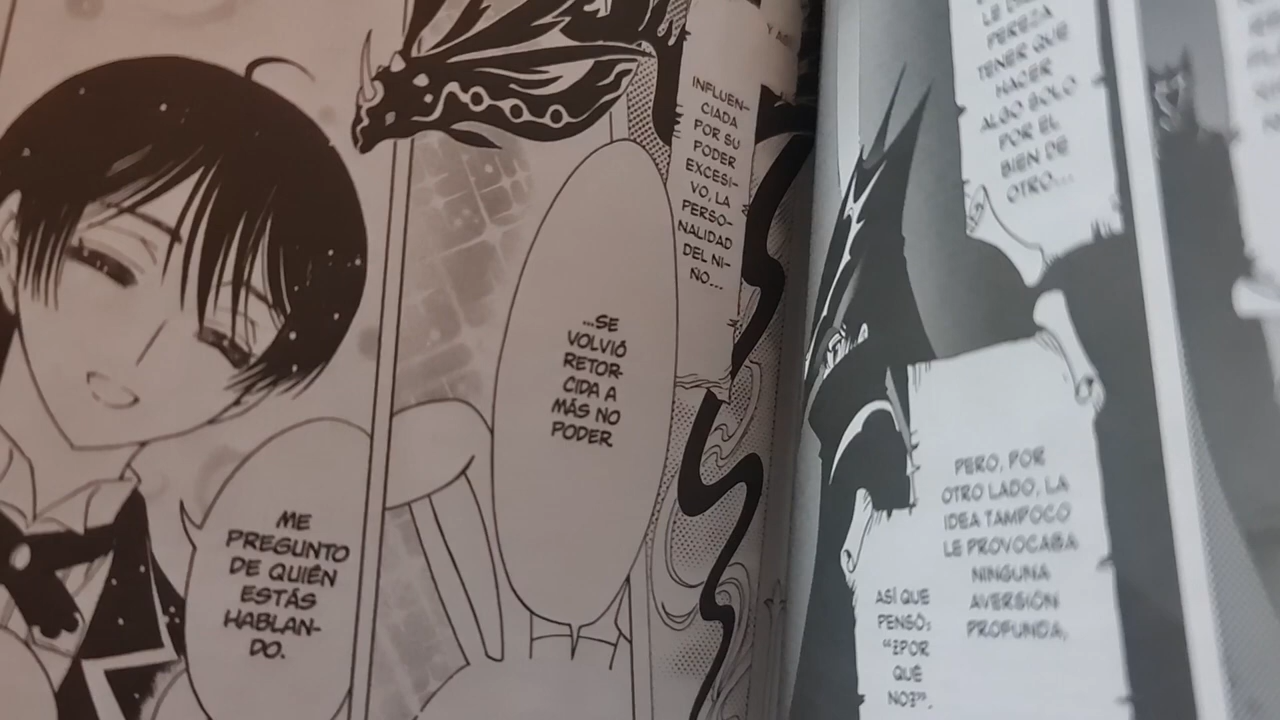 Y
INFLUEN-
CIADA
POR SU
PODER
EXCESI-
VO, LA
PERSO-
NALIDAD
DEL NI-
ÑO...
...SE
VOLVIÓ
RETOR-
CIDA A
MÁS NO
PODER
ME
PREGUNTO
DE QUIÉN
ESTÁS
HABLAN-
DO.
PEREZA
TENER QUE
HACER
ALGO SOLO
POR EL
BIEN DE
OTRO...
PERO, POR
OTRO LADO, LA
IDEA TAMPOCO
LE PROVOCABA
NINGUNA
AVERSIÓN
PROFUNDA,
ASÍ QUE
PENSÓ:
"¿POR
QUÉ
NO?".